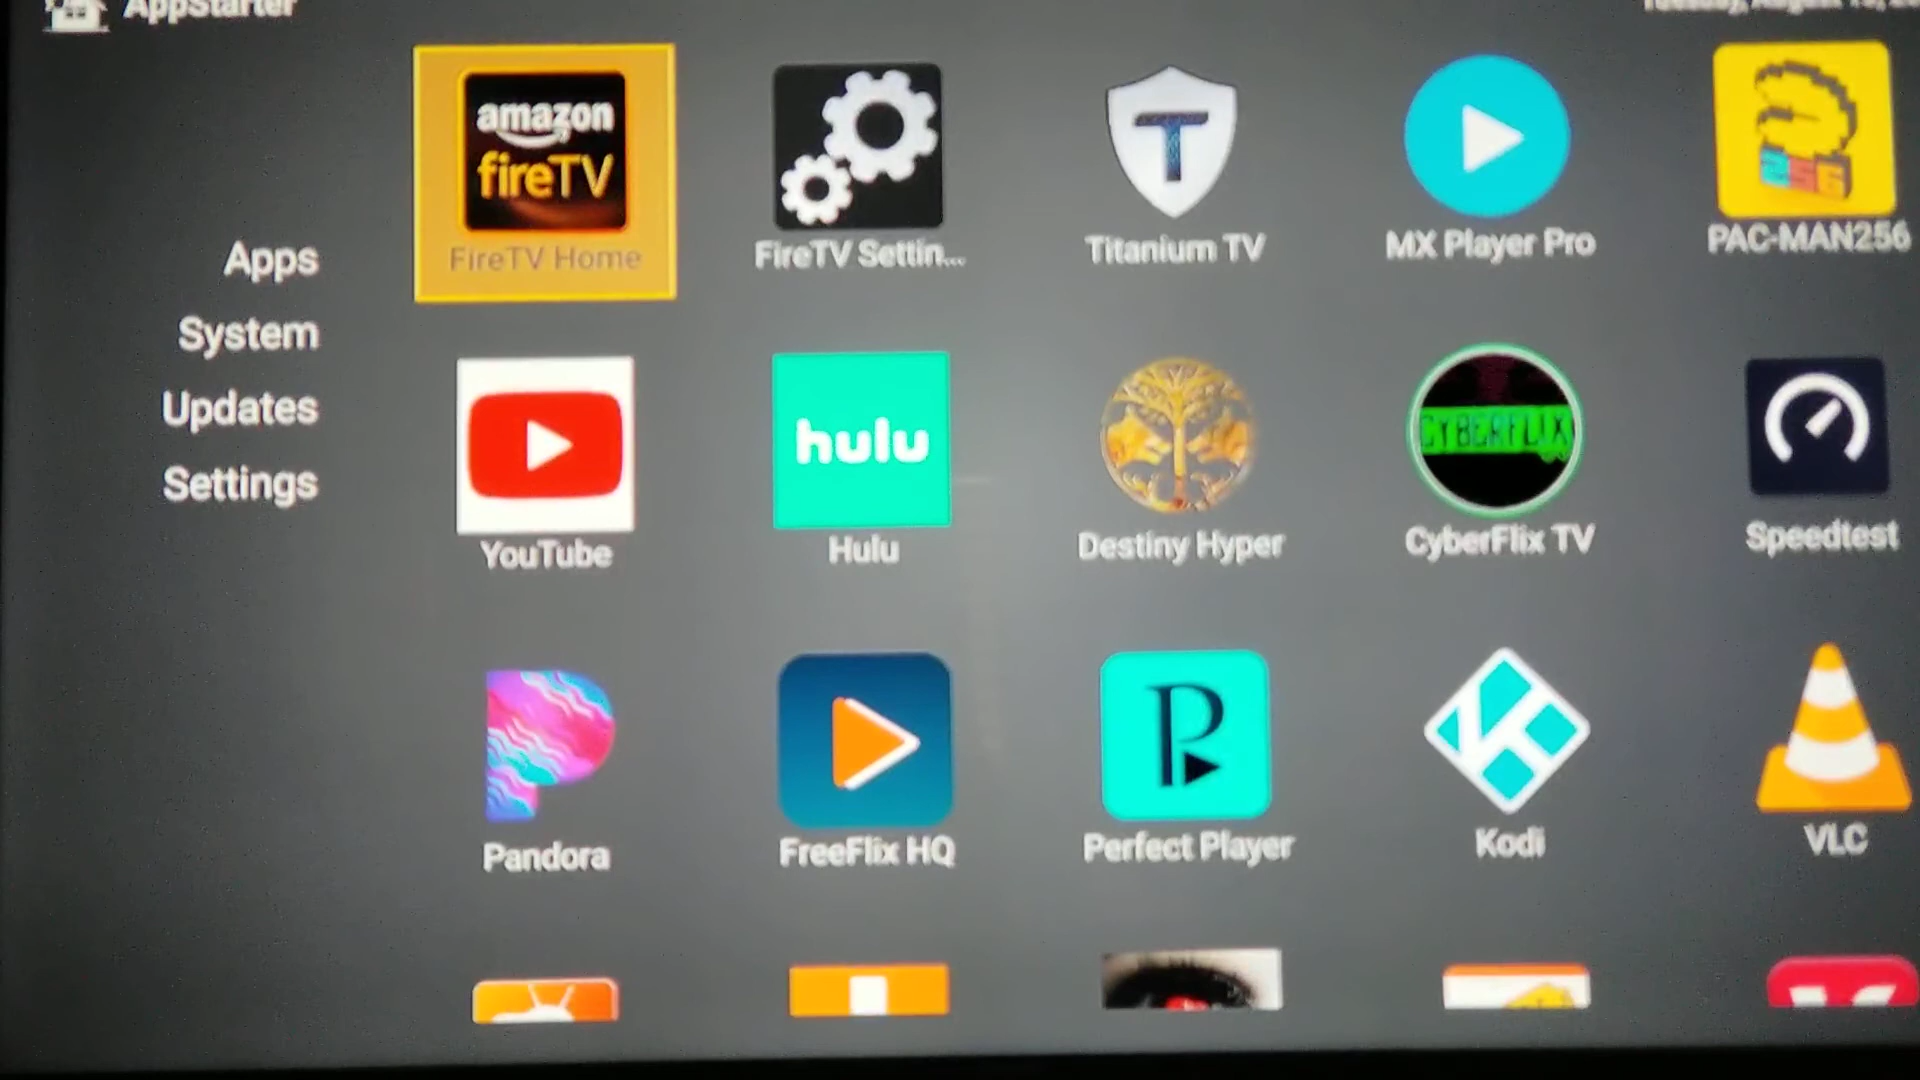 AppStarter
amazon
fireTV
FireTV Home
FireTV Settin...
T
Titanium TV
MX Player Pro
256
PAC-MAN256
Apps
System
Updates
Settings
YouTube
hulu
Hulu
Destiny Hyper
CYBERFLIX
CyberFlix TV
Speedtest
Pandora
FreeFlix HQ
Perfect Player
Kodi
VLC